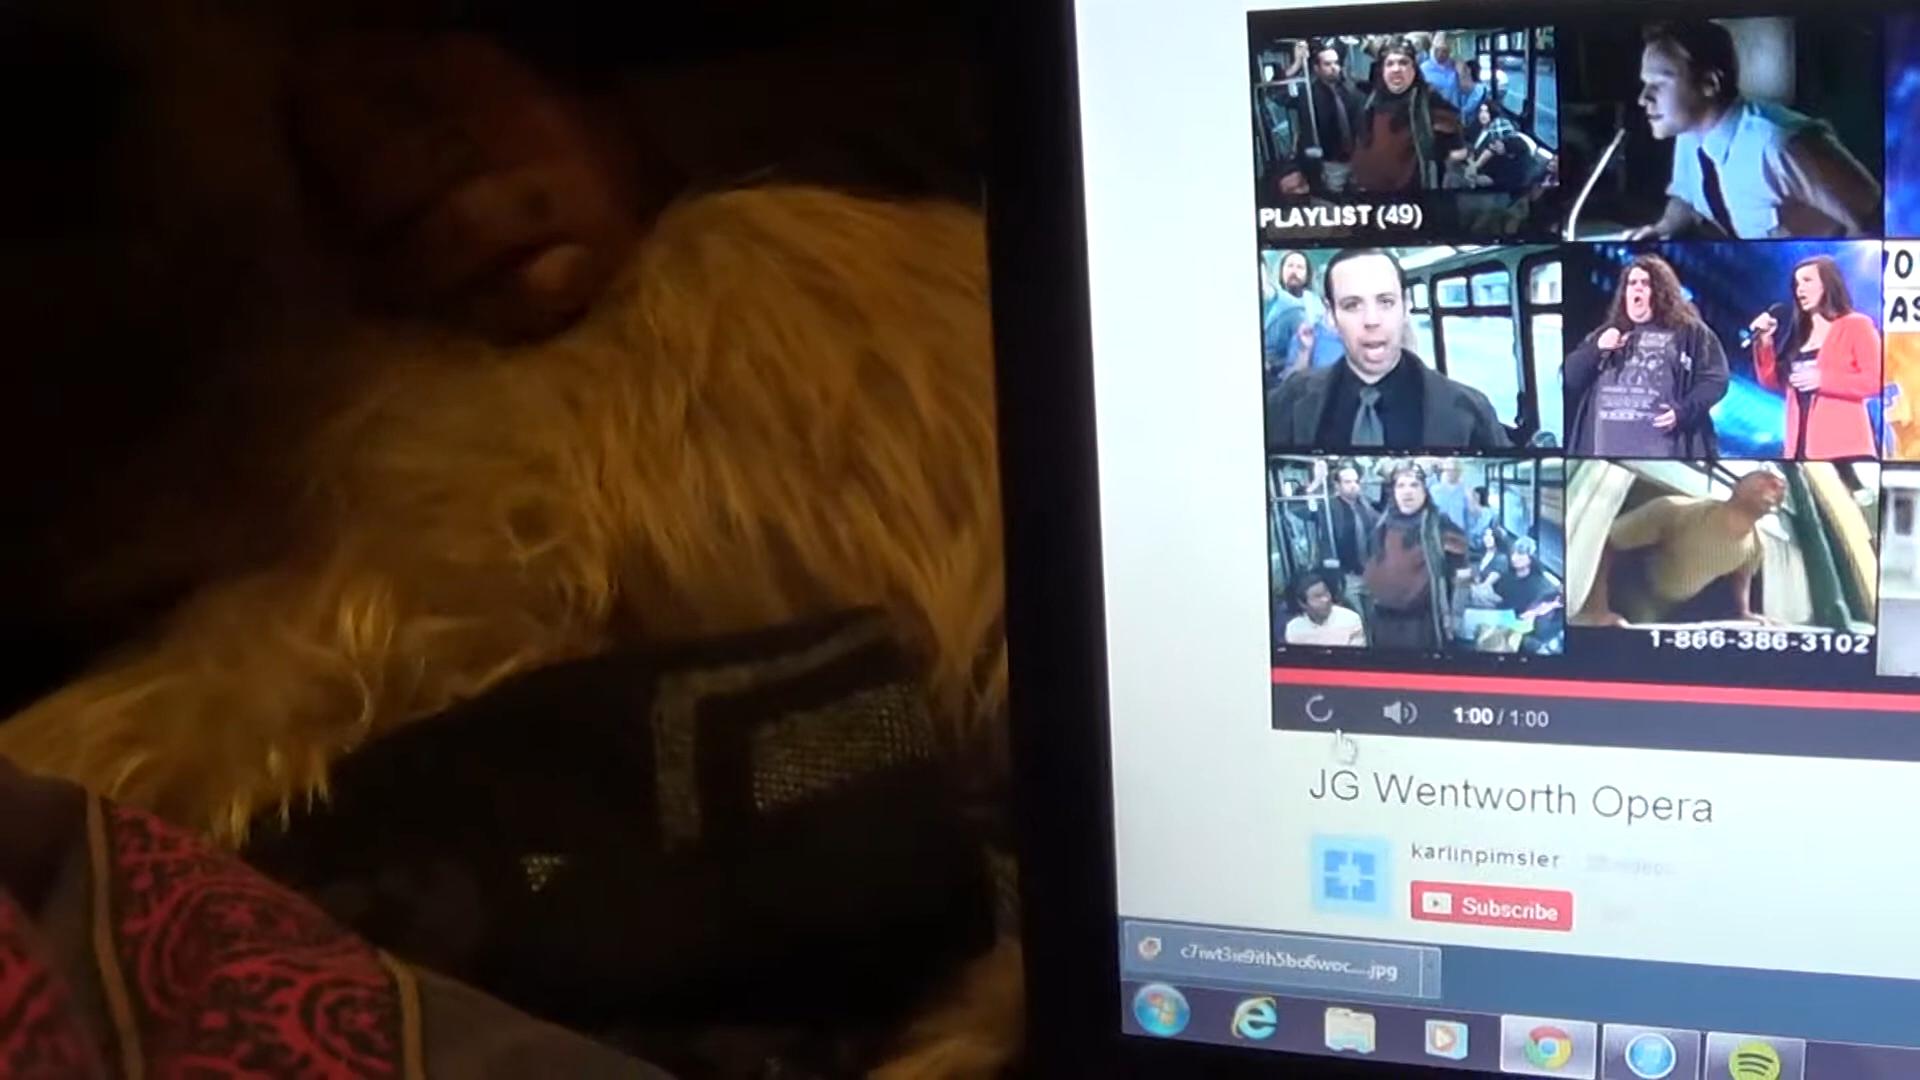 PLAYLIST (49)
1-866-386-3102
1:00 / 1:00
JG Wentworth Opera
karlinpimsler
Subscribe